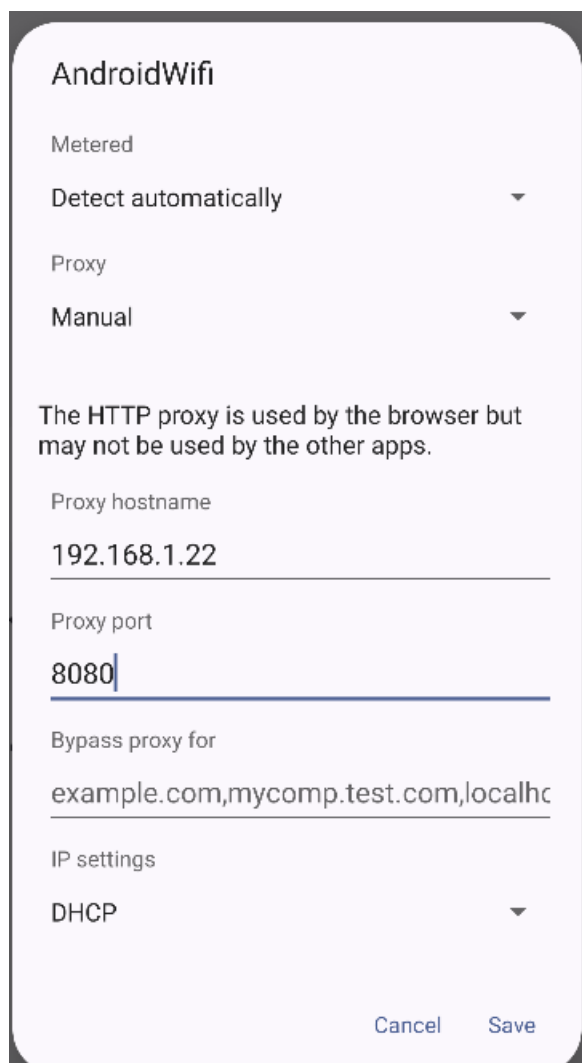 AndroidWifi
Metered
Detect automatically
Proxy
Manual
The HTTP proxy is used by the browser but
may not be used by the other apps.
Proxy hostname
192.168.1.22
Proxy port
8080
Bypass proxy for
example.com,mycomp.test.com,localhc
IP settings
DHCP
Cancel Save